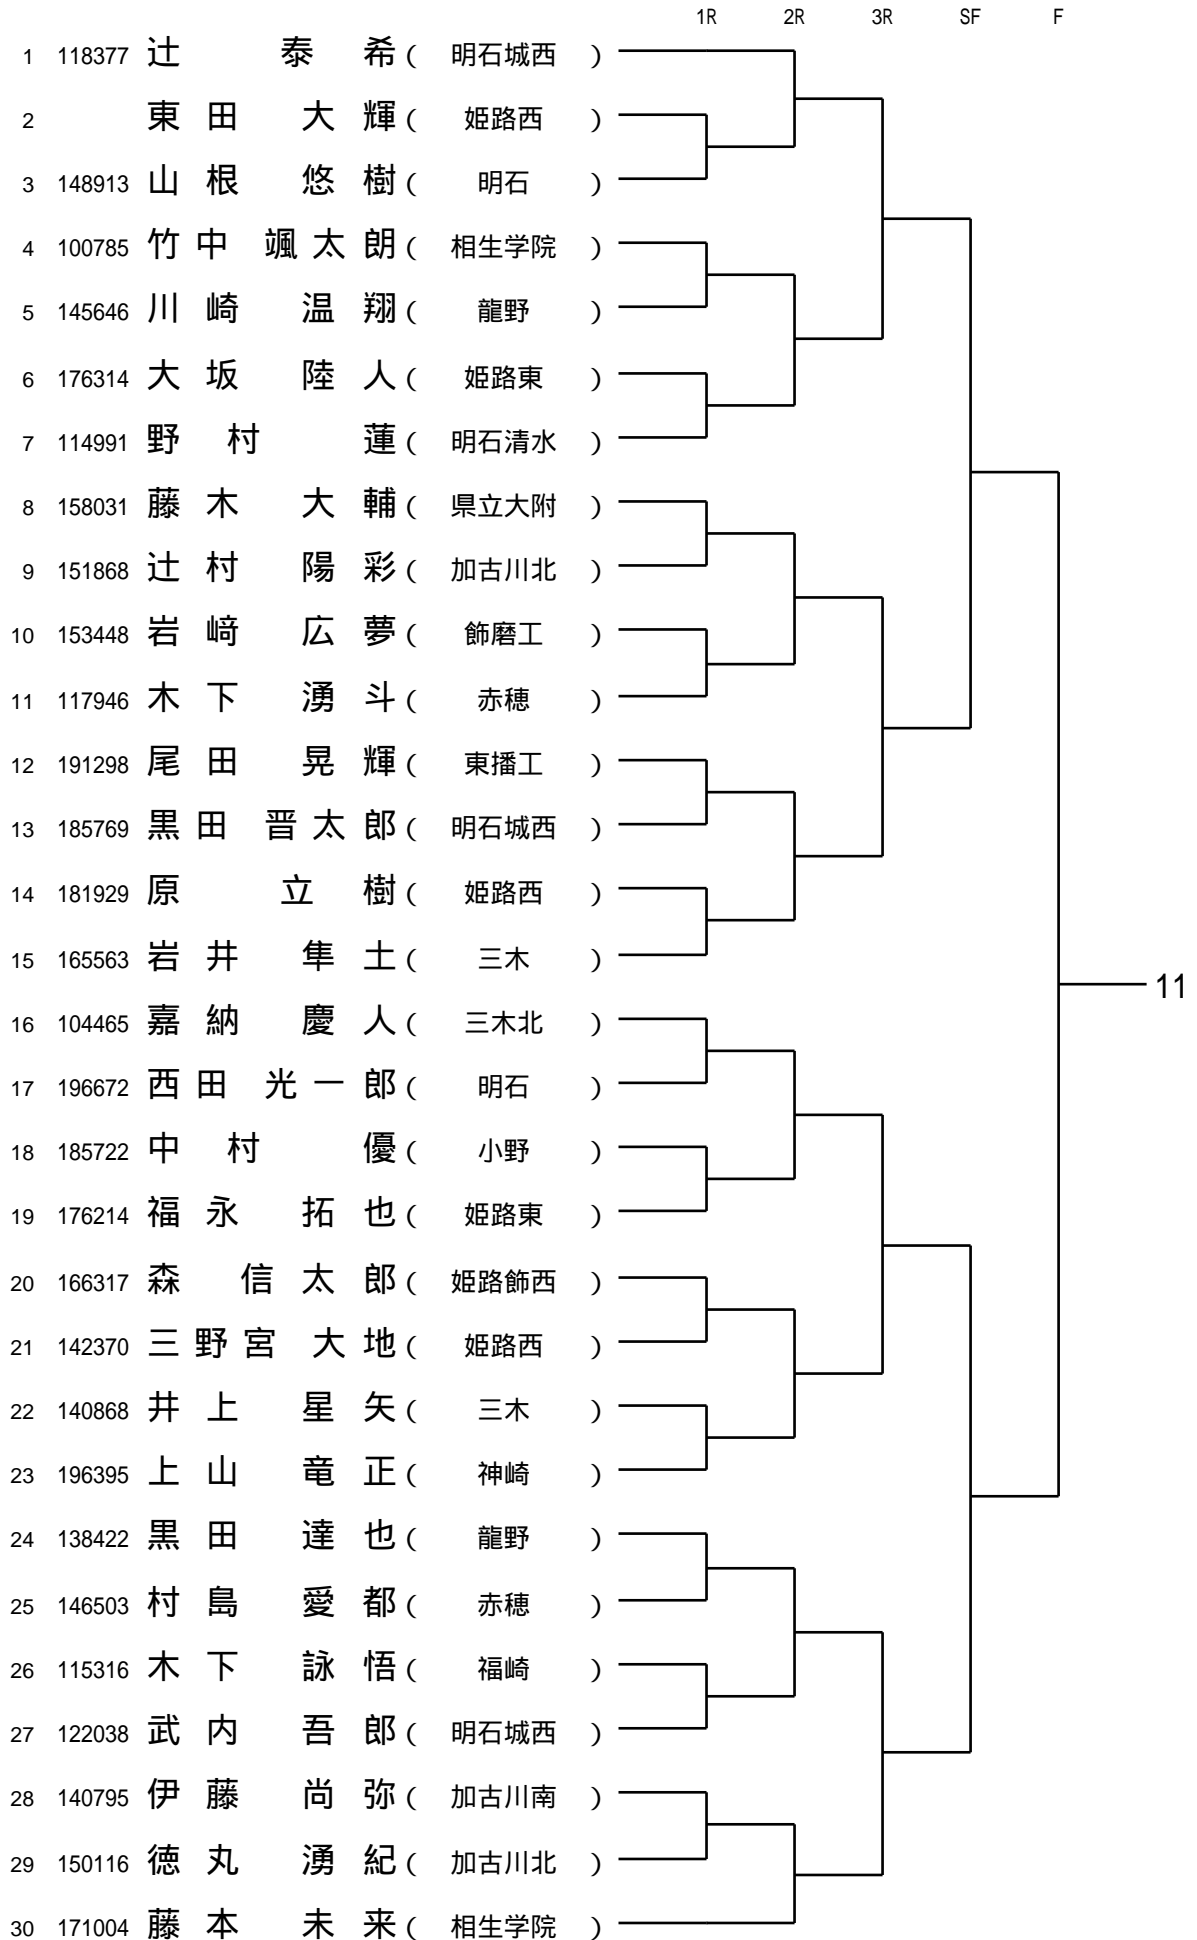 1R 2R 3R SF F
1 118377 辻 泰 希 ( 明石城西 )
2 東 田 大 輝 ( 姫路西 )
3 148913 山 根 悠 樹 ( 明石 )
4 100785 竹 中 颯 太 朗 ( 相生学院 )
5 145646 川 崎 温 翔 ( 龍野 )
6 176314 大 坂 陸 人 ( 姫路東 )
7 114991 野 村 蓮 ( 明石清水 )
8 158031 藤 木 大 輔 ( 県立大附 )
9 151868 辻 村 陽 彩 ( 加古川北 )
10 153448 岩 﨑 広 夢 ( 飾磨工 )
11 117946 木 下 湧 斗 ( 赤穂 )
12 191298 尾 田 晃 輝 ( 東播工 )
13 185769 黒 田 晋 太 郎 ( 明石城西 )
14 181929 原 立 樹 ( 姫路西 )
15 165563 岩 井 隼 土 ( 三木 )
11
16 104465 嘉 納 慶 人 ( 三木北 )
17 196672 西 田 光 一 郎 ( 明石 )
18 185722 中 村 優 ( 小野 )
19 176214 福 永 拓 也 ( 姫路東 )
20 166317 森 信 太 郎 ( 姫路飾西 )
21 142370 三 野 宮 大 地 ( 姫路西 )
22 140868 井 上 星 矢 ( 三木 )
23 196395 上 山 竜 正 ( 神崎 )
24 138422 黒 田 達 也 ( 龍野 )
25 146503 村 島 愛 都 ( 赤穂 )
26 115316 木 下 詠 悟 ( 福崎 )
27 122038 武 内 吾 郎 ( 明石城西 )
28 140795 伊 藤 尚 弥 ( 加古川南 )
29 150116 徳 丸 湧 紀 ( 加古川北 )
30 171004 藤 本 未 来 ( 相生学院 )